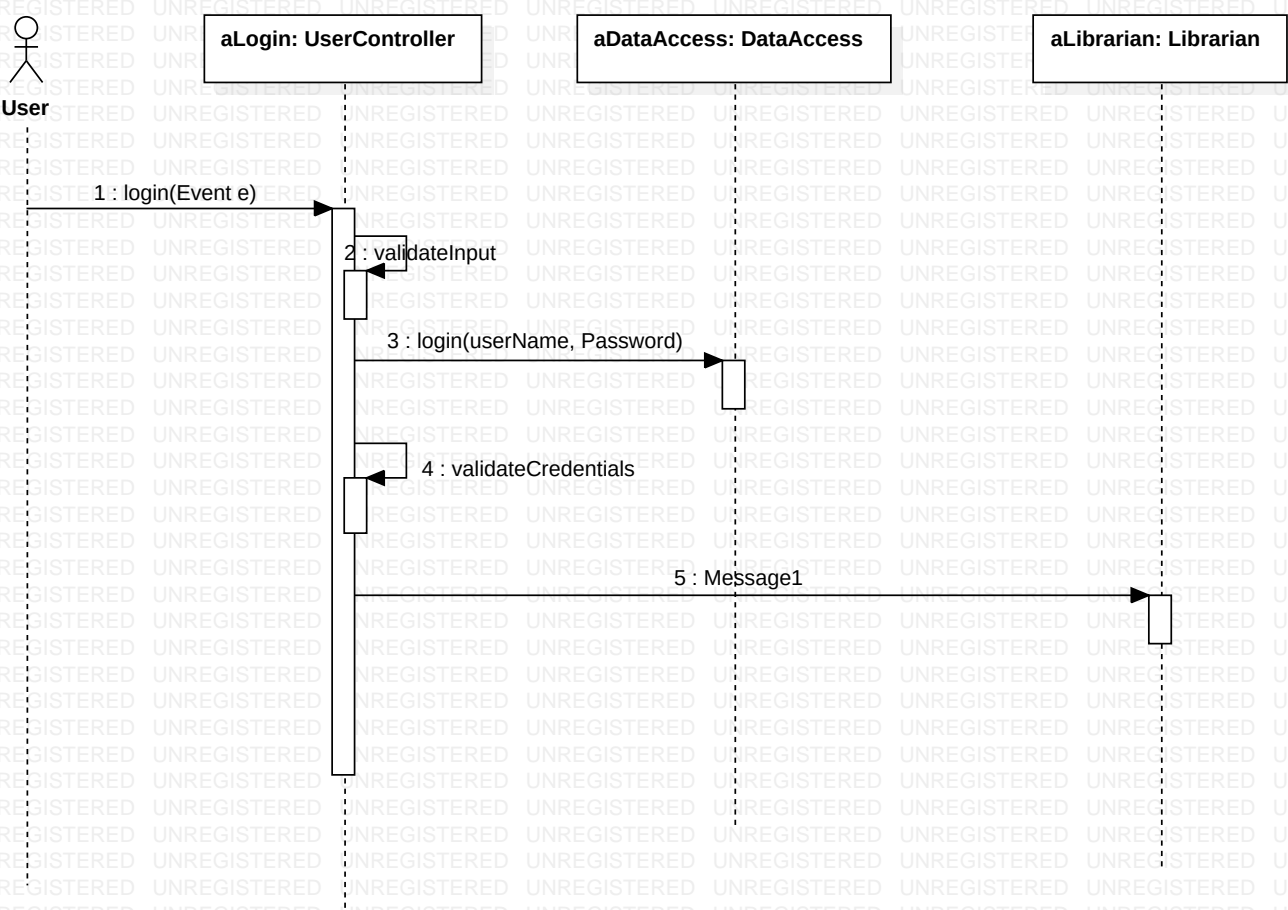 aLogin: UserController
aDataAccess: DataAccess
aLibrarian: Librarian
User
1 : login(Event e)
2 : validateInput
3 : login(userName, Password)
4 : validateCredentials
5 : Message1
UNREGISTERED